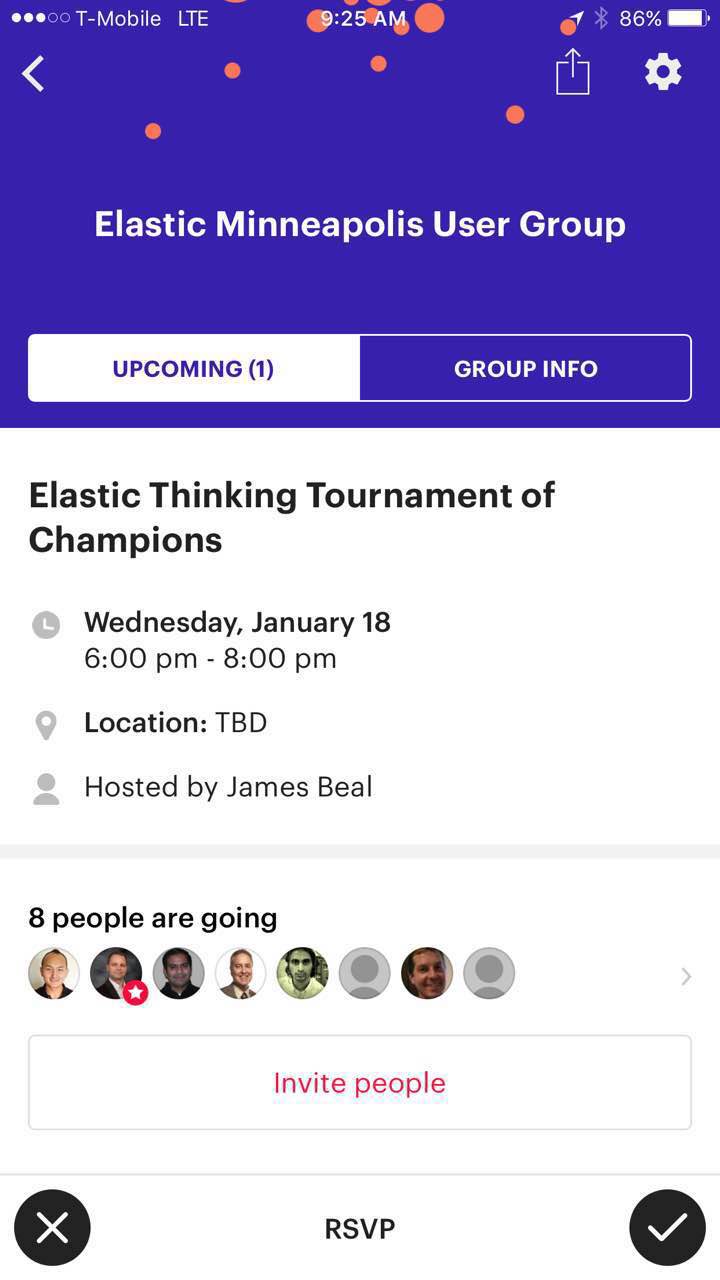 T-Mobile LTE 9:25 AM 86%
Elastic Minneapolis User Group
UPCOMING (1) GROUP INFO
Elastic Thinking Tournament of
Champions
Wednesday, January 18
6:00 pm - 8:00 pm
Location: TBD
Hosted by James Beal
8 people are going
Invite people
RSVP